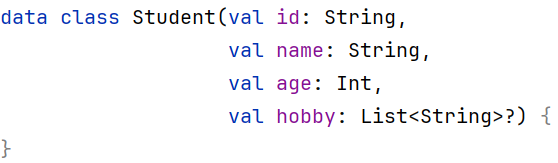 data class Student(val id: String,
                   val name: String,
                   val age: Int,
                   val hobby: List<String>?) {
}